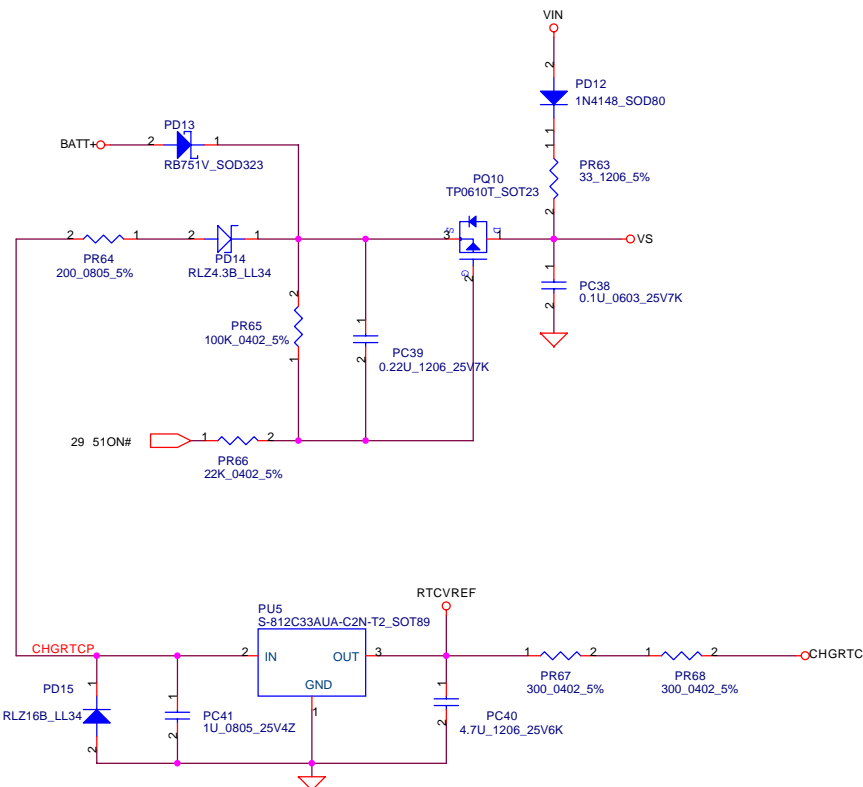 VIN
2
PD12
1N4148_SOD80
1
1
PR63
33_1206_5%
2
PD13
BATT+
2
1
RB751V_SOD323
PQ10
TP0610T_SOT23
3
S
D
1
G
2
VS
2
1
PR64
200_0805_5%
2
1
PD14
RLZ4.3B_LL34
1
PC38
0.1U_0603_25V7K
2
2
PR65
100K_0402_5%
1
1
PC39
0.22U_1206_25V7K
2
29 51ON#
1
2
PR66
22K_0402_5%
RTCVREF
PU5
S-812C33AUA-C2N-T2_SOT89
CHGRTCP
2
IN
OUT
3
GND
1
1
2
PR67
300_0402_5%
1
2
PR68
300_0402_5%
CHGRTC
PD15
1
RLZ16B_LL34
2
1
PC41
1U_0805_25V4Z
2
1
PC40
4.7U_1206_25V6K
2